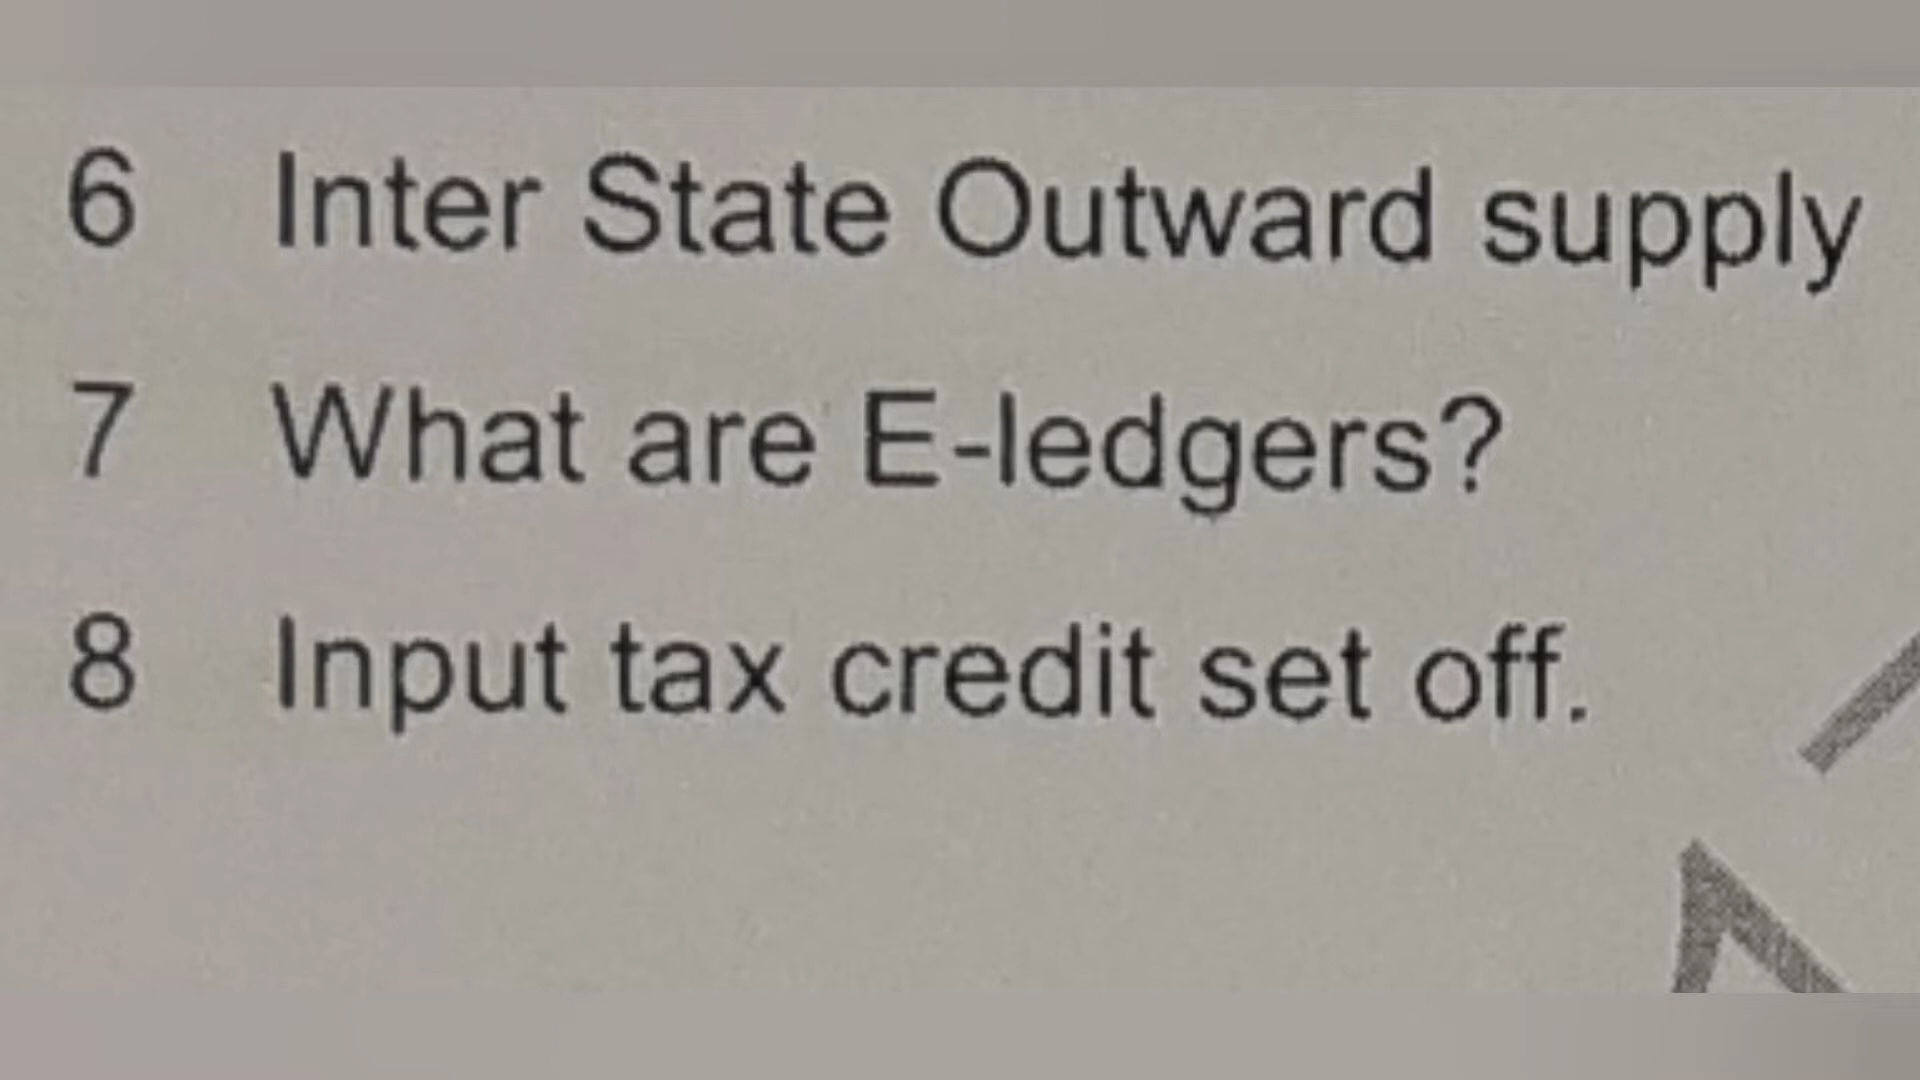 6 Inter State Outward supply
7 What are E-ledgers?
8 Input tax credit set off.